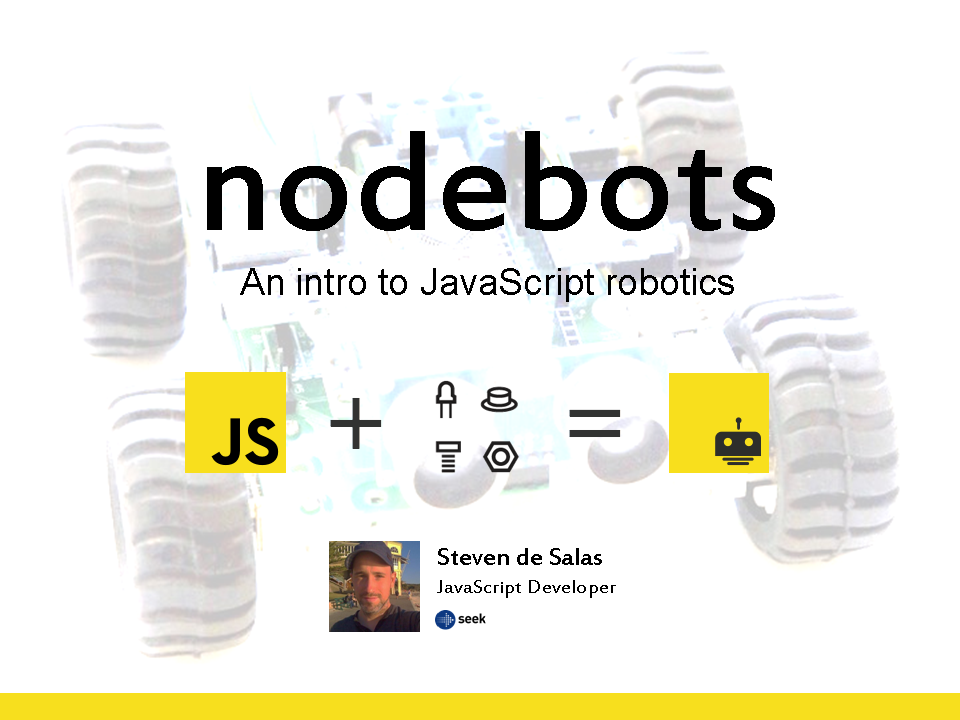 nodebots
An intro to JavaScript robotics
JS + =
Steven de Salas
JavaScript Developer
seek